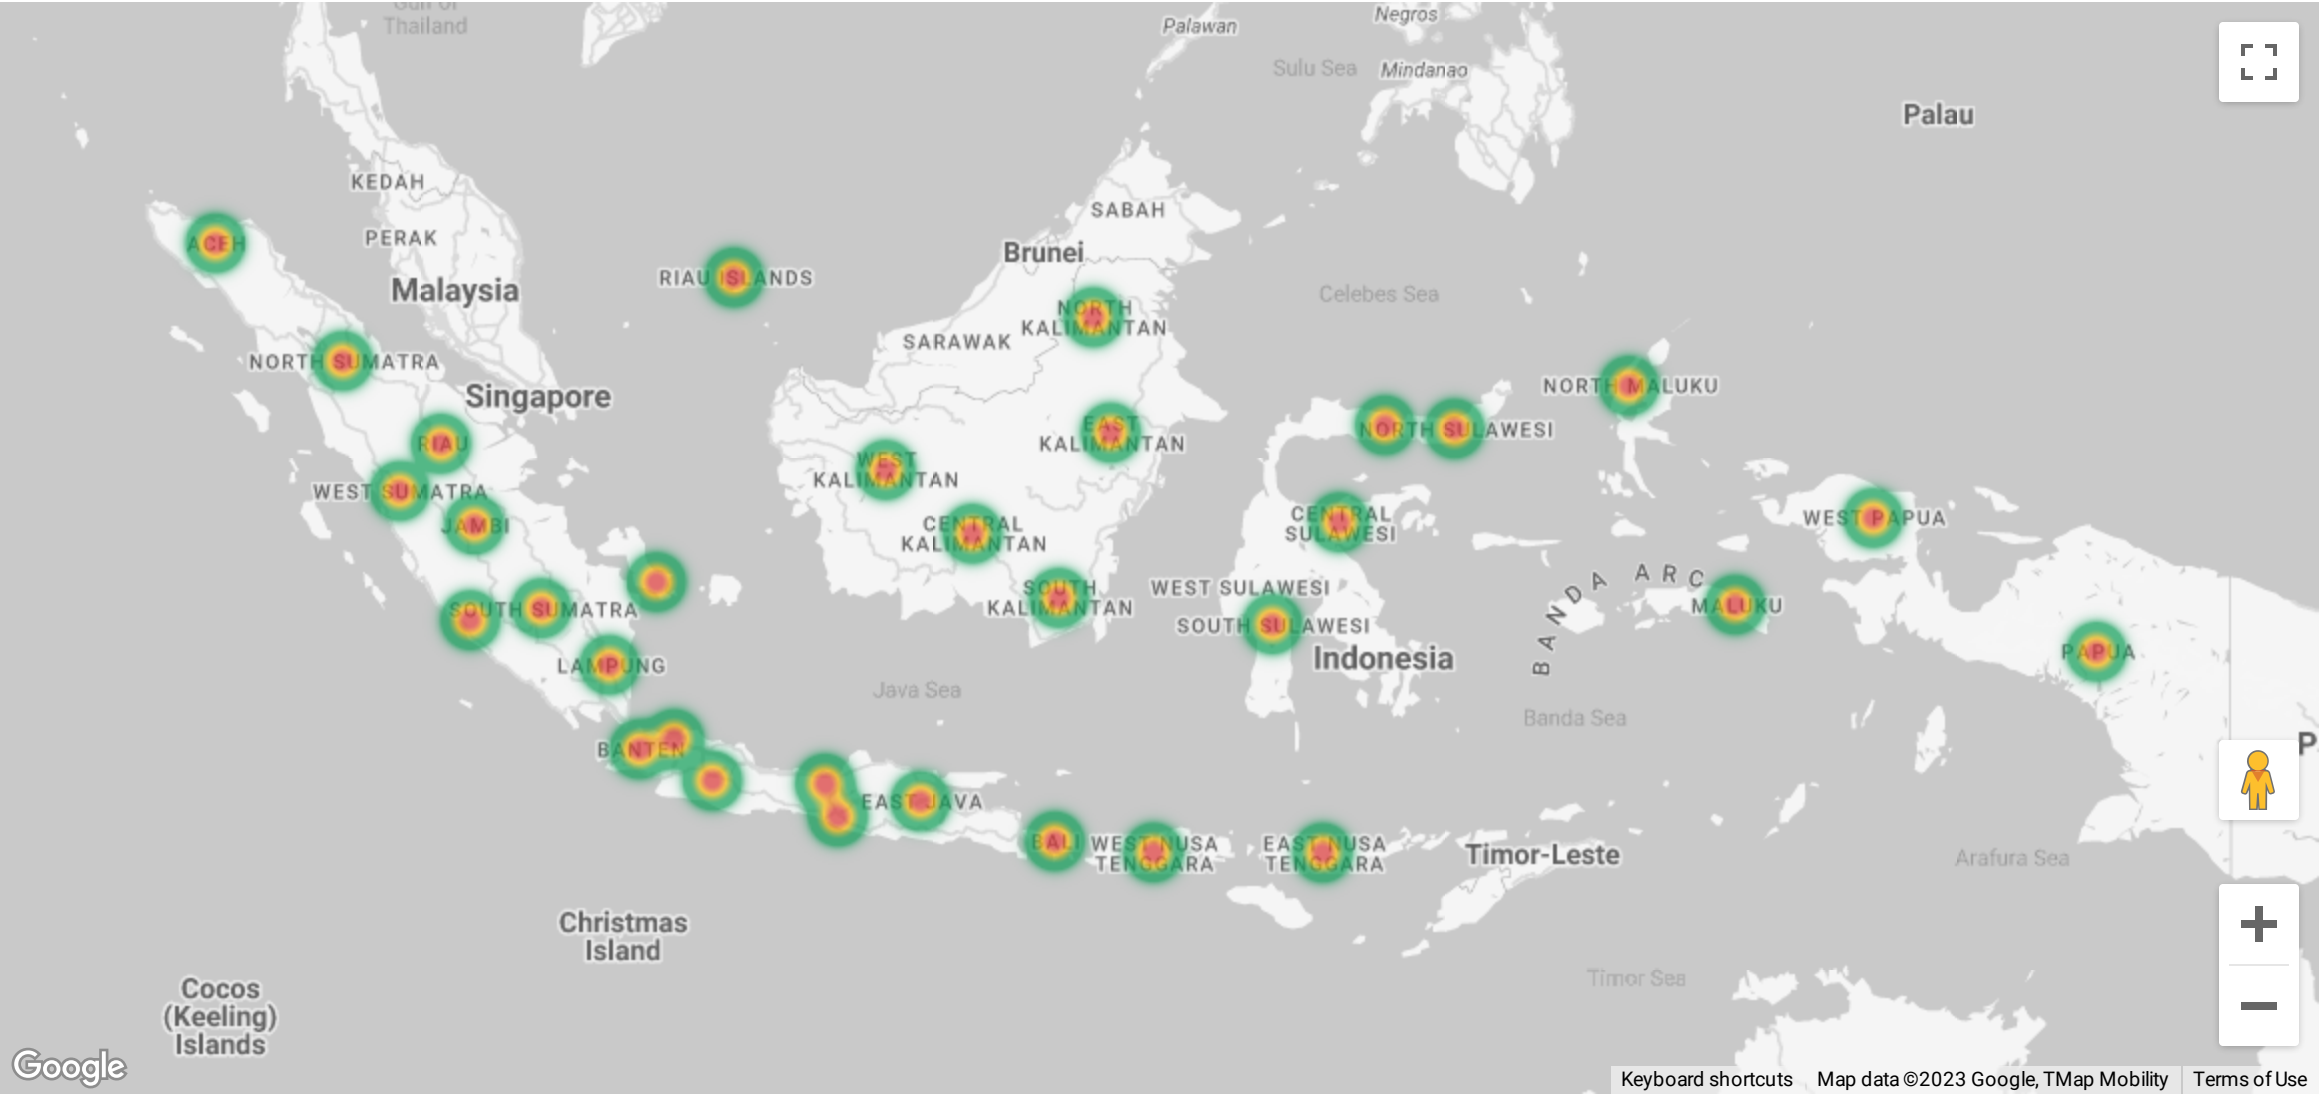 Gulf of
Thailand
Palawan
Negros
Sulu Sea
Mindanao
Palau
KEDAH
SABAH
PERAK
ACEH
Brunei
Malaysia
RIAU ISLANDS
Celebes Sea
NORTH
KALIMANTAN
SARAWAK
NORTH SUMATRA
NORTH MALUKU
Singapore
RIAU
EAST
KALIMANTAN
NORTH SULAWESI
WEST
KALIMANTAN
WEST SUMATRA
JAMBI
CENTRAL
KALIMANTAN
CENTRAL
SULAWESI
WEST PAPUA
BANDA ARC
SOUTH
KALIMANTAN
WEST SULAWESI
MALUKU
SOUTH SUMATRA
SOUTH SULAWESI
Indonesia
PAPUA
LAMPUNG
Java Sea
Banda Sea
BANTEN
P
EAST JAVA
BALI
WEST NUSA
TENGGARA
EAST NUSA
TENGGARA
Timor-Leste
Arafura Sea
Christmas
Island
Timor Sea
Cocos
(Keeling)
Islands
Google
Keyboard shortcuts
Map data ©2023 Google, TMap Mobility
Terms of Use